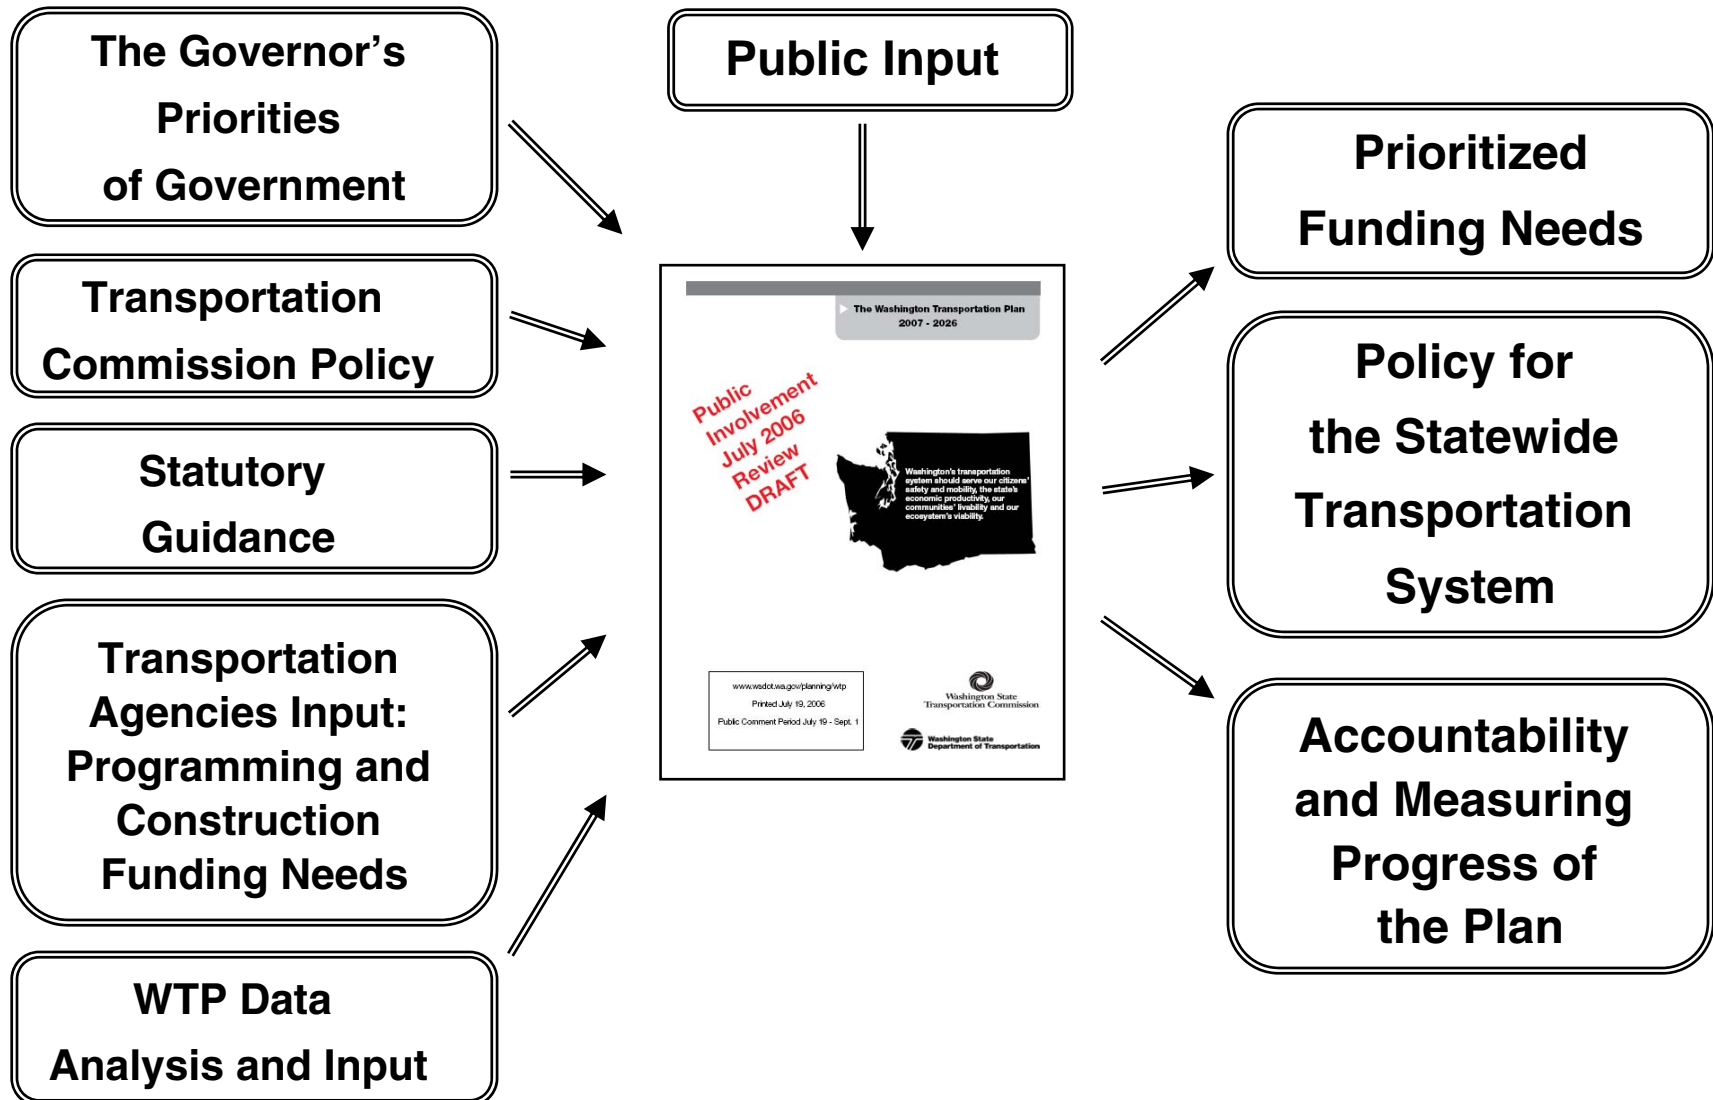 The Governor's
Priorities
of Government
Transportation
Commission Policy
Statutory
Guidance
Transportation
Agencies Input:
Programming and
Construction
Funding Needs
WTP Data
Analysis and Input
Public Input
The Washington Transportation Plan
2007 - 2026
Public
Involvement
July 2006
Review
DRAFT
Washington's transportation
system should serve our citizens'
safety and mobility, the state's
economic productivity, our
communities' livability and our
ecosystem's viability.
www.wsdot.wa.gov/planning/wtp
Printed July 19, 2006
Public Comment Period July 19 - Sept. 1
Washington State
Transportation Commission
Washington State
Department of Transportation
Prioritized
Funding Needs
Policy for
the Statewide
Transportation
System
Accountability
and Measuring
Progress of
the Plan